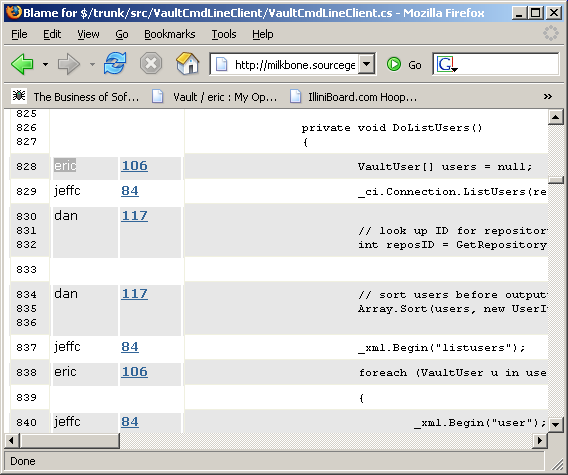 Blame for $/trunk/src/VaultCmdLineClient/VaultCmdLineClient.cs - Mozilla Firefox
File Edit View Go Bookmarks Tools Help
http://milkbone.sourcege Go G
The Business of Sof... Vault / eric : My Op... IlliniBoard.com Hoop... »
825
826 private void DoListUsers()
827 {
828 eric 106 VaultUser[] users = null;
829 jeffc 84 _ci.Connection.ListUsers(re
830 dan 117
831 // look up ID for repository
832 int reposID = GetRepository
833
834 dan 117 // sort users before output
835 Array.Sort(users, new UserI
836
837 jeffc 84 _xml.Begin("listusers");
838 eric 106 foreach (VaultUser u in use
839 {
840 jeffc 84 _xml.Begin("user");
Done